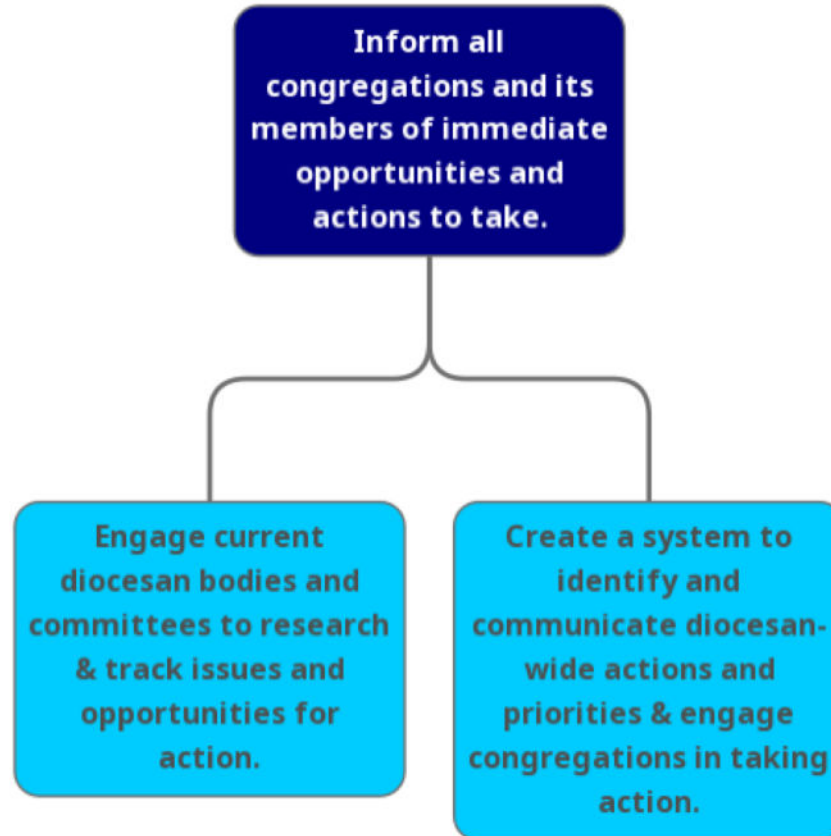 Inform all
congregations and its
members of immediate
opportunities and
actions to take.
Engage current
diocesan bodies and
committees to research
& track issues and
opportunities for
action.
Create a system to
identify and
communicate diocesan-
wide actions and
priorities & engage
congregations in taking
action.